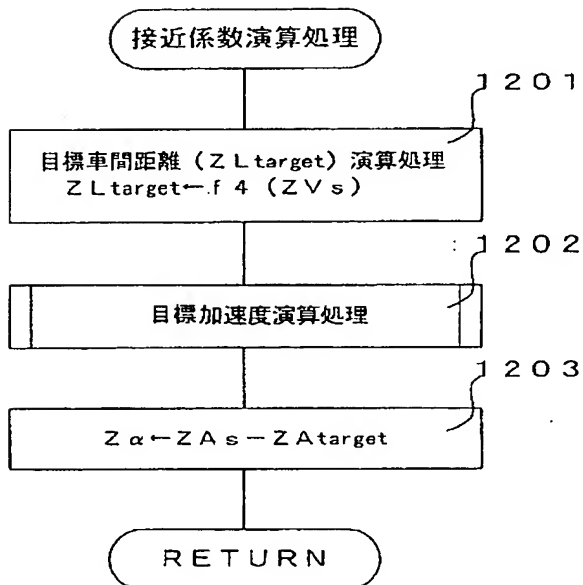 接近係数演算処理
1201
目標車間距離(ZLtarget)演算処理
ZLtarget←f4(ZVs)
1202
目標加速度演算処理
1203
Zα←ZAs−ZAtarget
RETURN